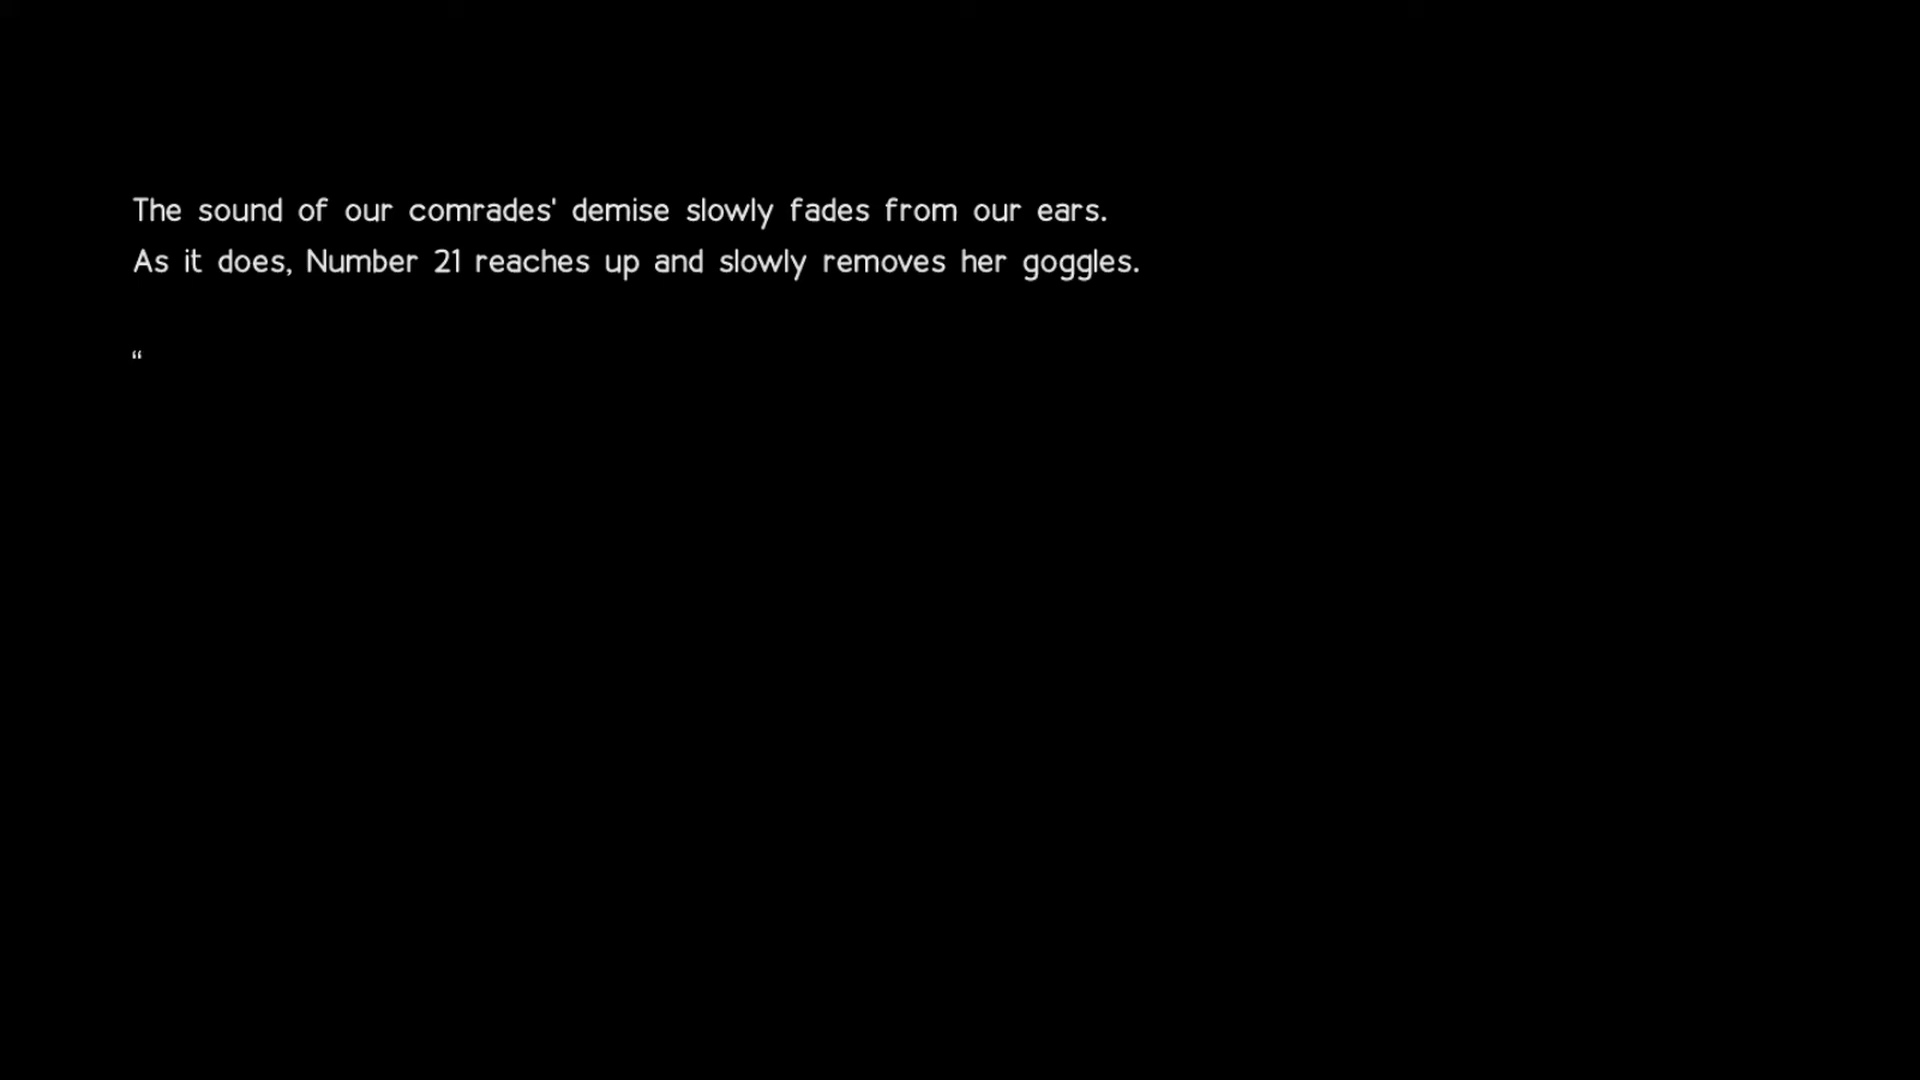 The sound of our comrades' demise slowly fades from our ears.
As it does, Number 21 reaches up and slowly removes her goggles.
“